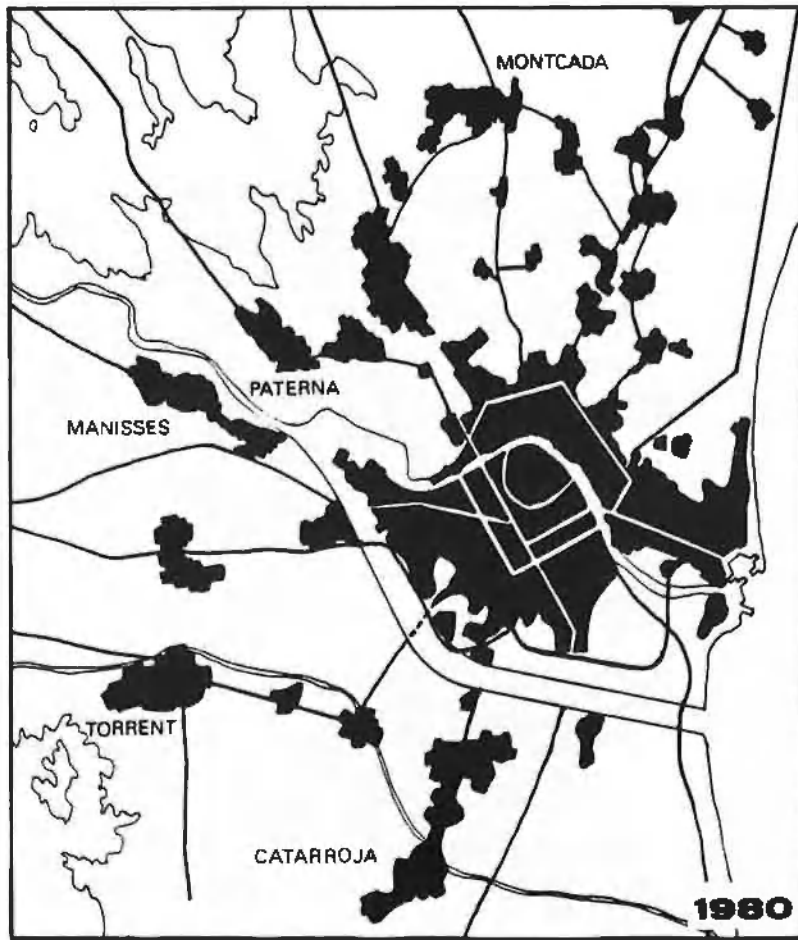 MONTCADA
PATERNA
MANISSES
TORRENT
CATARROJA
1980